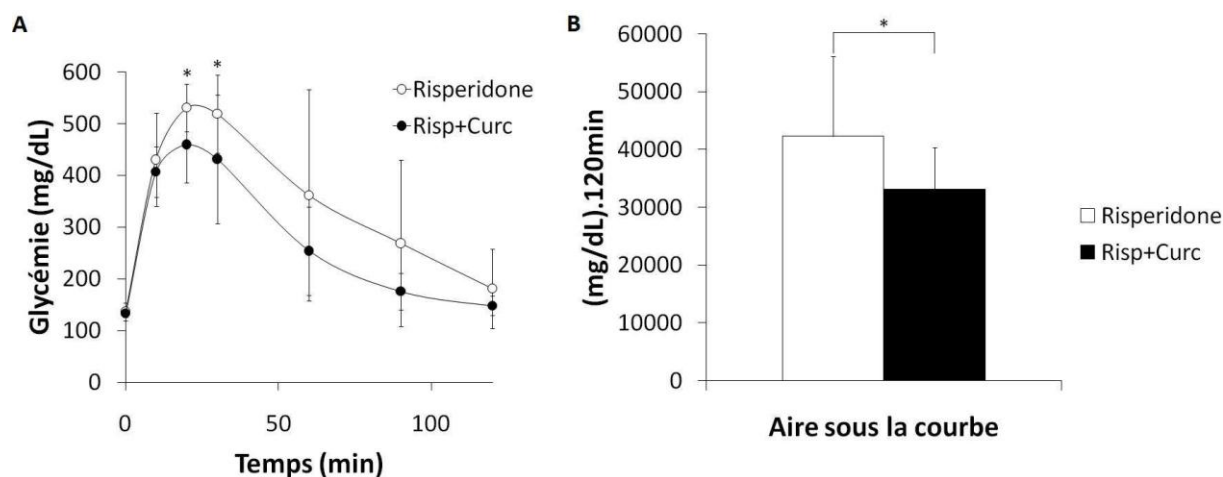 A
Glycémie (mg/dL)
600
500
400
300
200
100
0
* *
Risperidone
Risp+Curc
0 50 100
Temps (min)
B
(mg/dL).120min
60000
50000
40000
30000
20000
10000
0
*
Risperidone
Risp+Curc
Aire sous la courbe